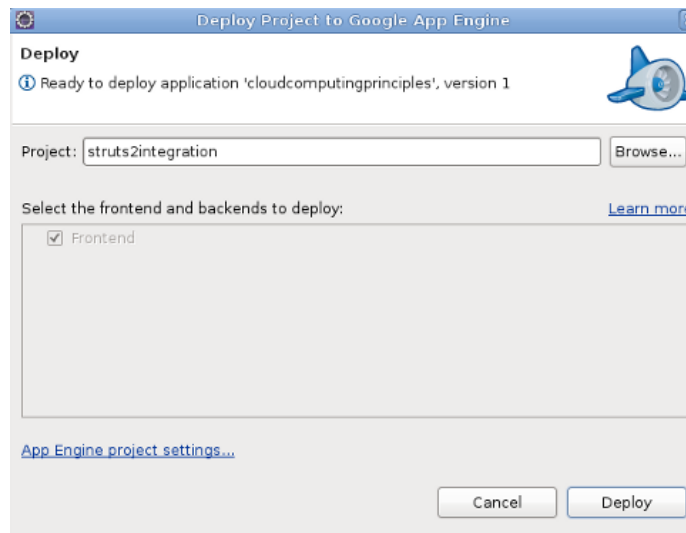 Deploy Project to Google App Engine
Deploy
Ready to deploy application 'cloudcomputingprinciples', version 1
Project: struts2integration Browse...
Select the frontend and backends to deploy: Learn more
Frontend
App Engine project settings...
Cancel Deploy